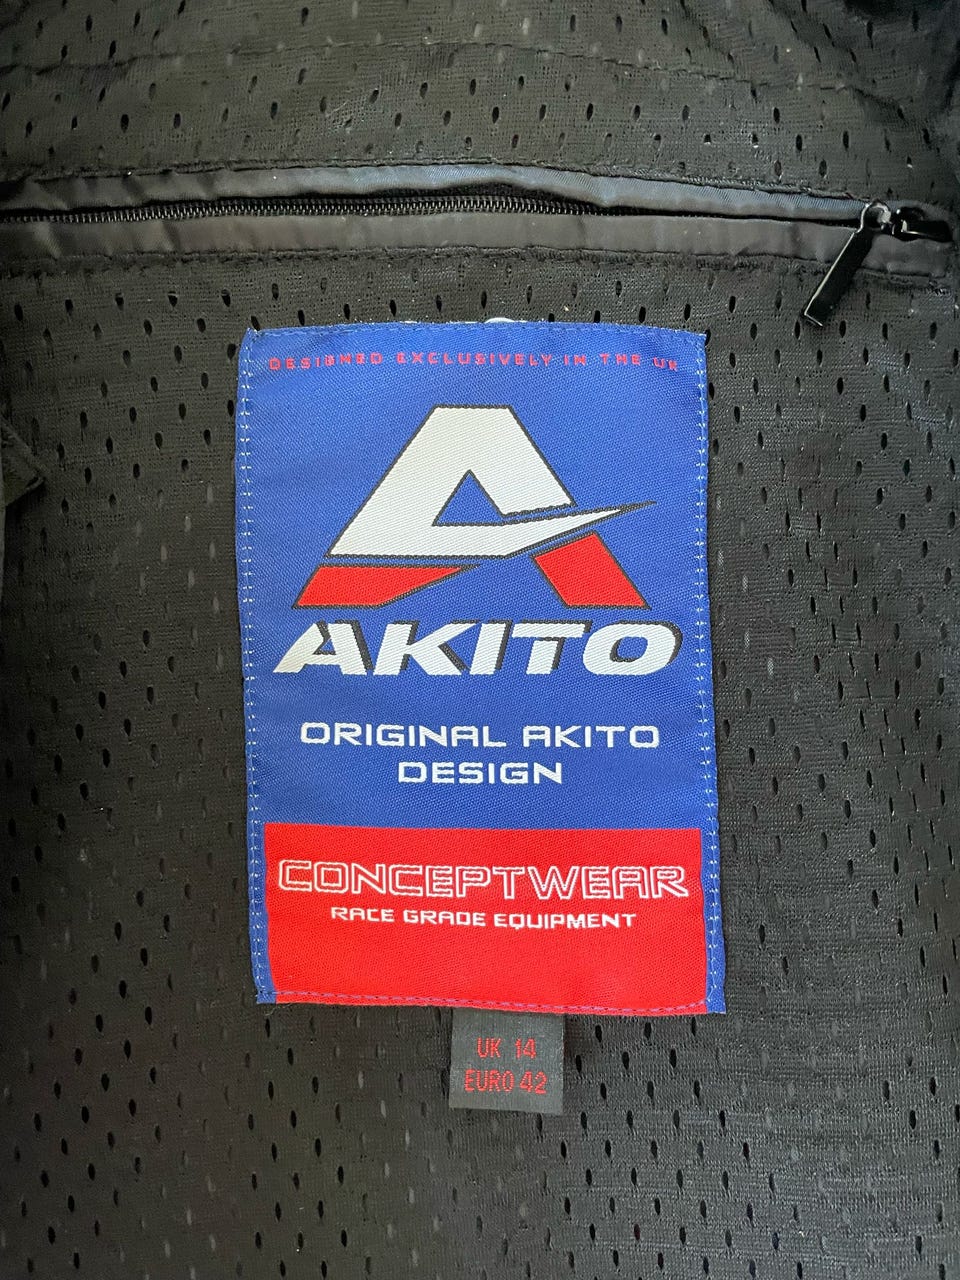 DESIGNED EXCLUSIVELY IN THE UK
AKITO
ORIGINAL AKITO
DESIGN
CONCEPTWEAR
RACE GRADE EQUIPMENT
UK 14
EURO 42